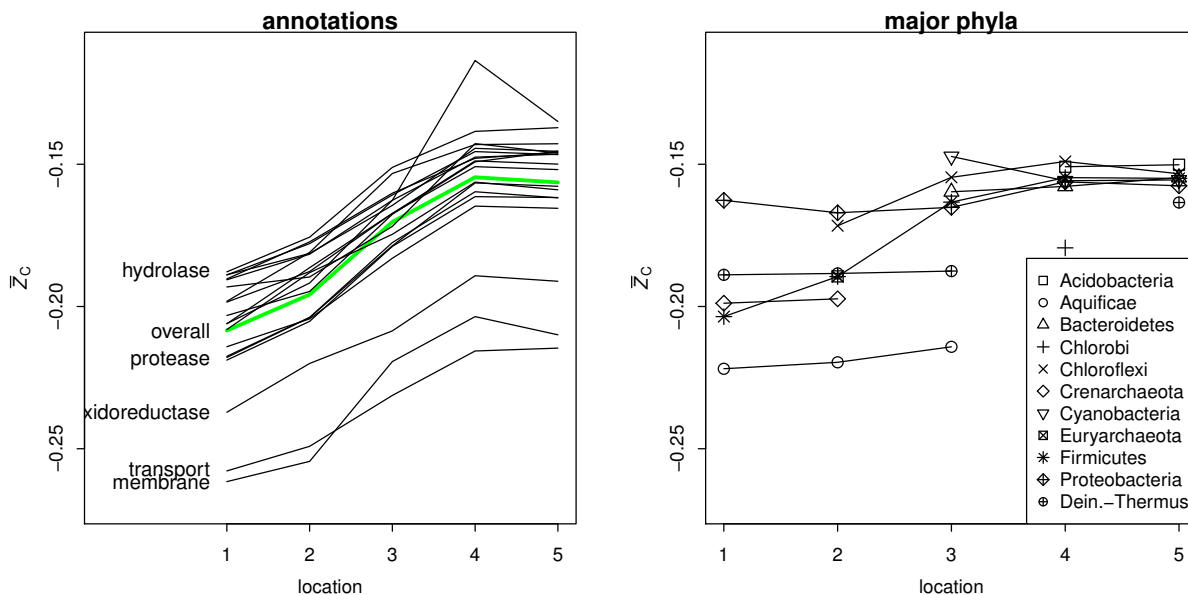 annotations
Z̅C
−0.15
−0.20
−0.25
hydrolase
overall
protease
xidoreductase
transport
membrane
1 2 3 4 5
location
major phyla
Z̅C
−0.15
−0.20
−0.25
Acidobacteria
Aquificae
Bacteroidetes
Chlorobi
Chloroflexi
Crenarchaeota
Cyanobacteria
Euryarchaeota
Firmicutes
Proteobacteria
Dein.−Thermus
1 2 3 4 5
location